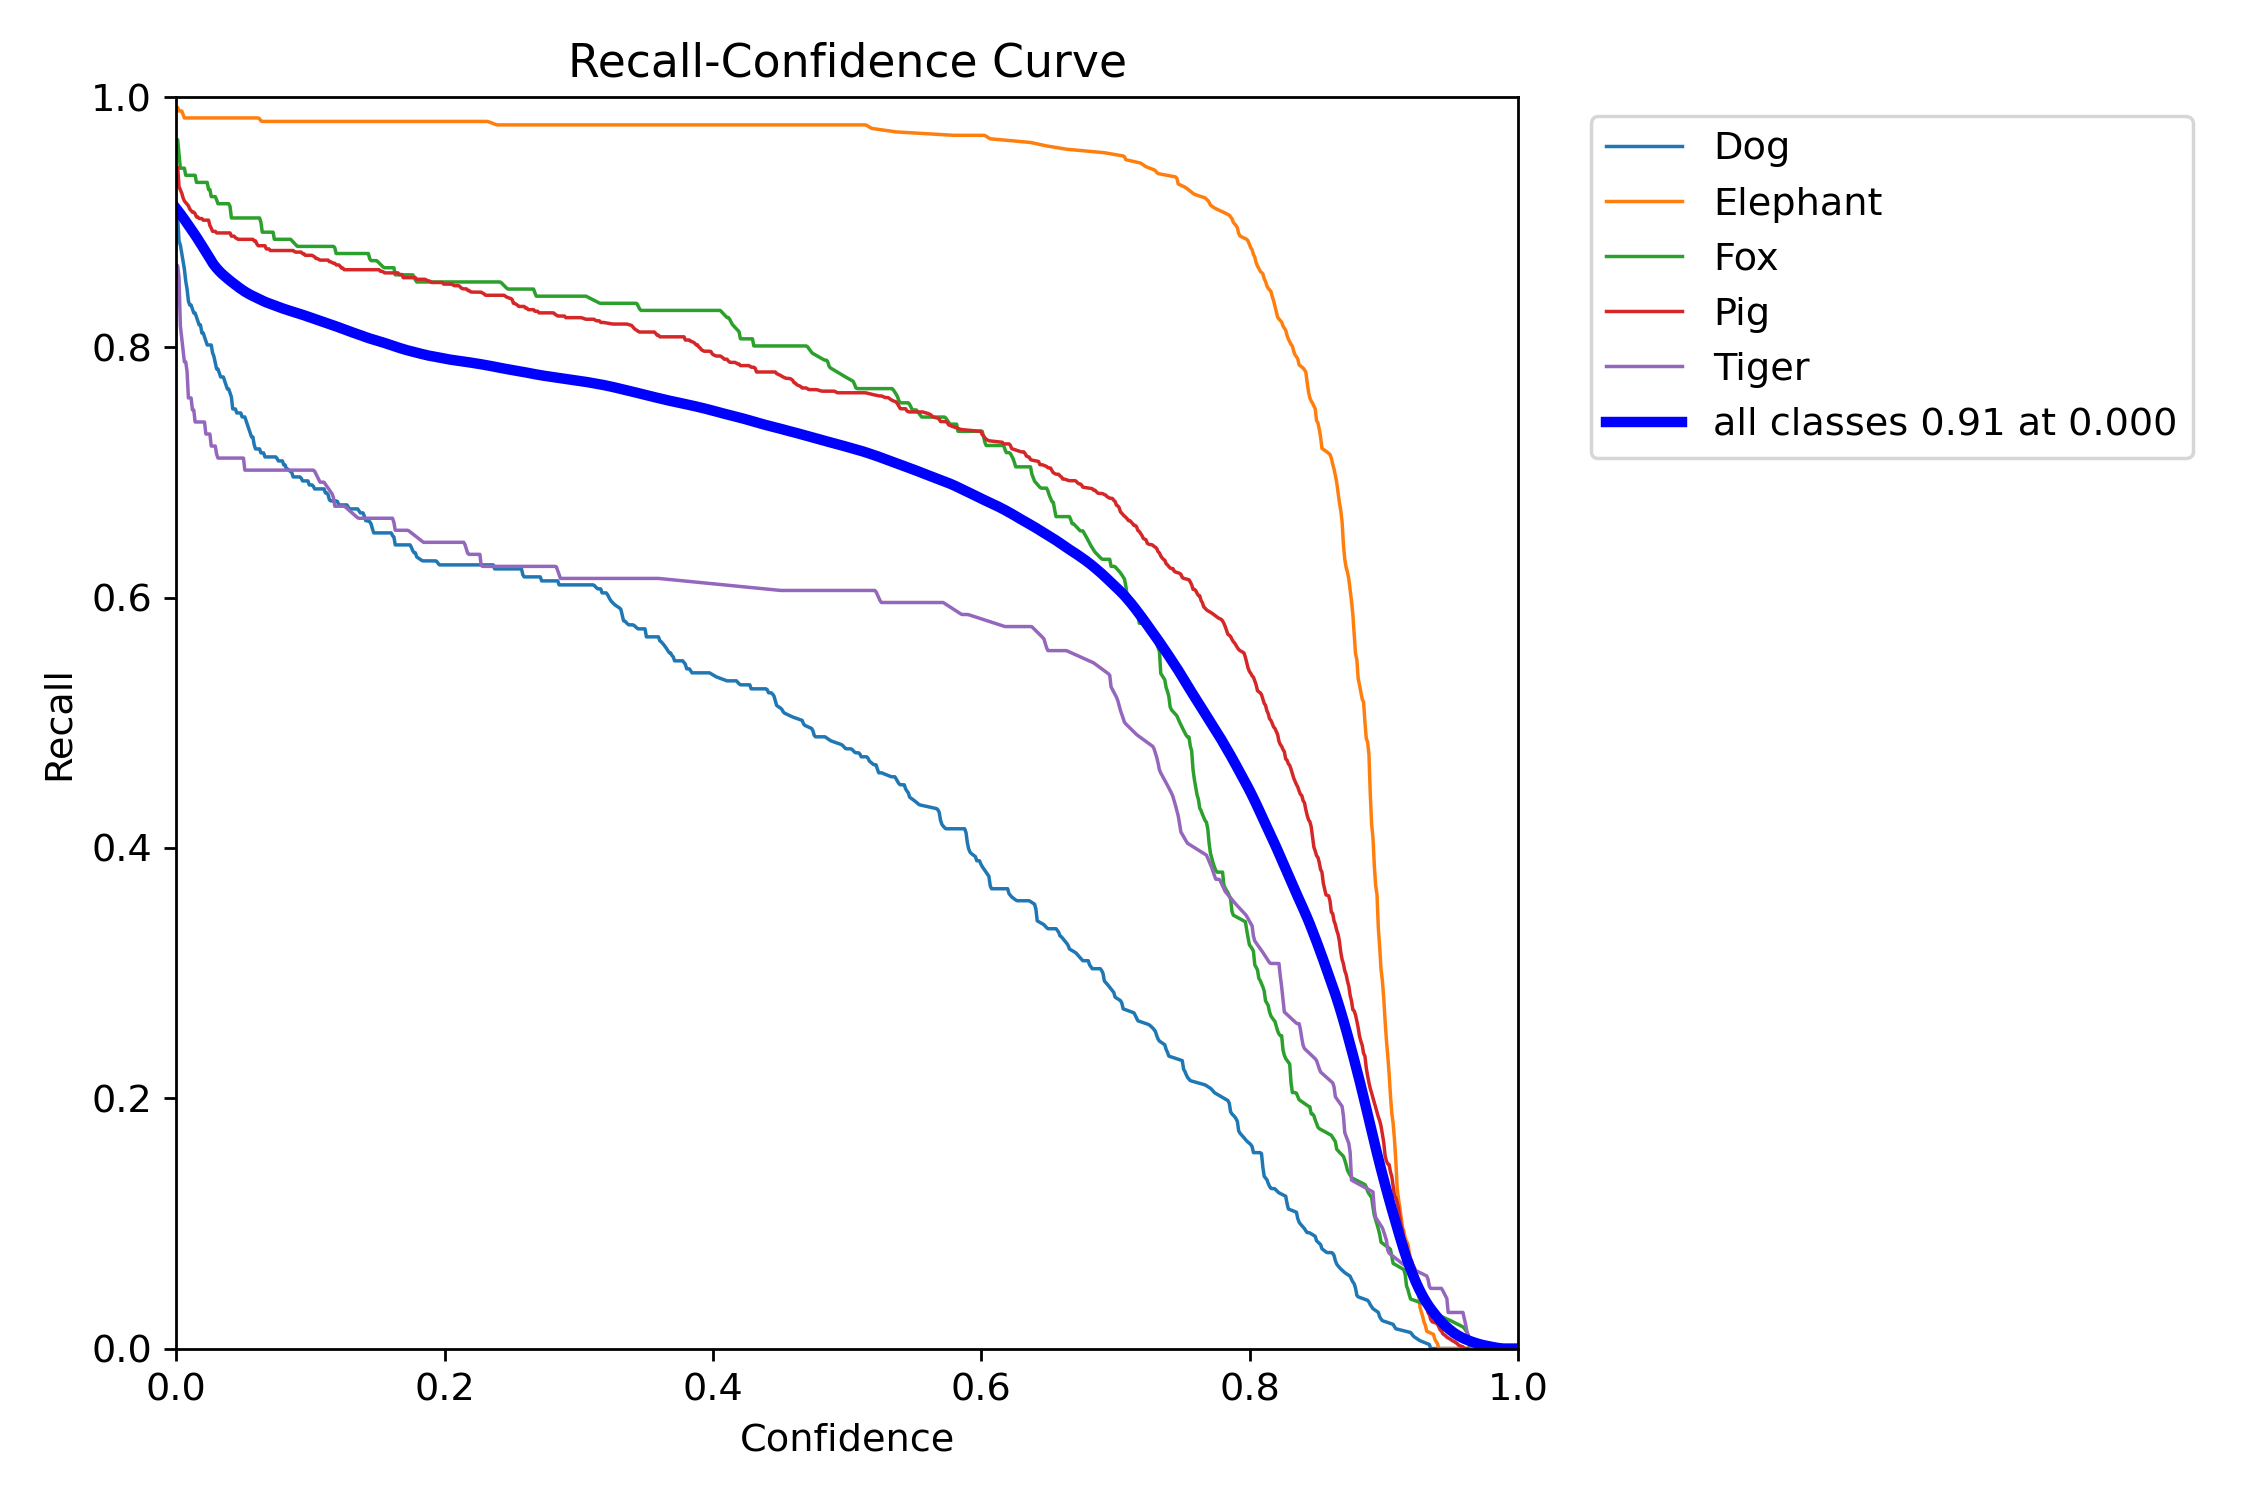 Recall-Confidence Curve
1.0
0.8
0.6
0.4
0.2
0.0
Recall
0.0 0.2 0.4 0.6 0.8 1.0
Confidence
Dog
Elephant
Fox
Pig
Tiger
all classes 0.91 at 0.000